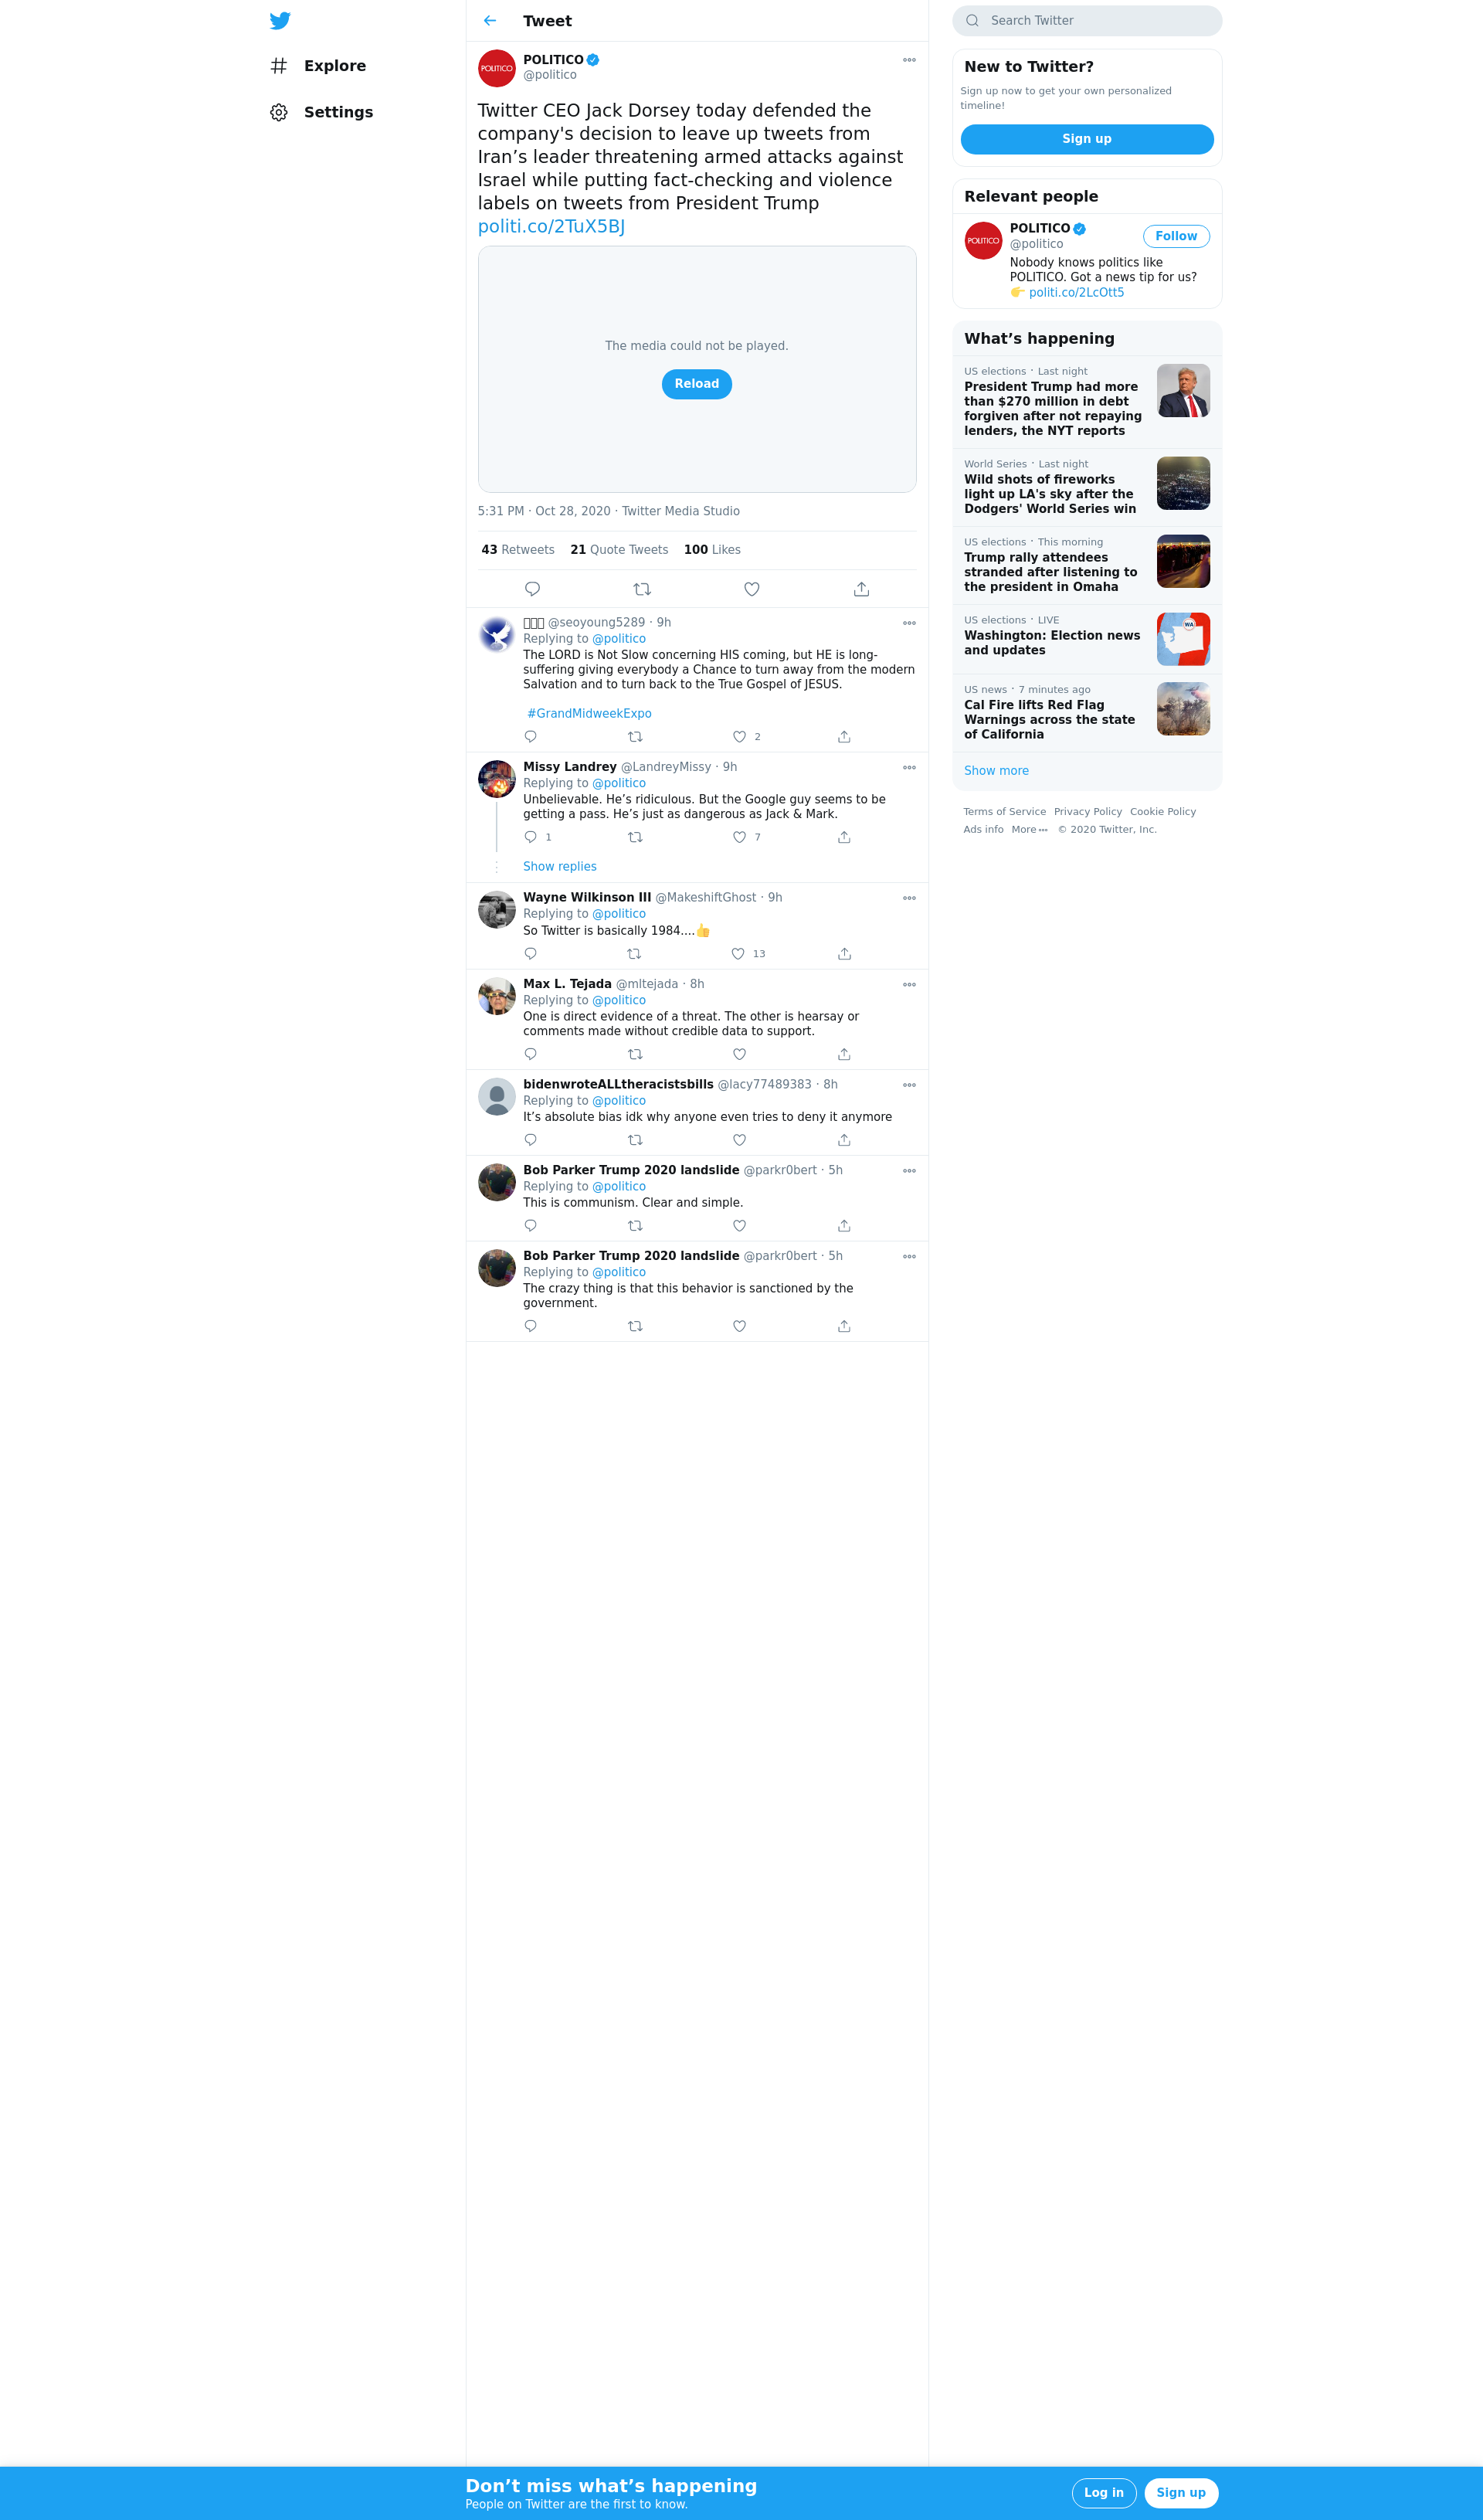 Explore
Settings
Tweet
POLITICO
POLITICO
@politico
Twitter CEO Jack Dorsey today defended the
company's decision to leave up tweets from
Iran’s leader threatening armed attacks against
Israel while putting fact-checking and violence
labels on tweets from President Trump
politi.co/2TuX5BJ
The media could not be played.
Reload
5:31 PM · Oct 28, 2020 · Twitter Media Studio
43 Retweets 21 Quote Tweets 100 Likes
@seoyoung5289 · 9h
Replying to @politico
The LORD is Not Slow concerning HIS coming, but HE is long-
suffering giving everybody a Chance to turn away from the modern
Salvation and to turn back to the True Gospel of JESUS.
#GrandMidweekExpo
2
Missy Landrey @LandreyMissy · 9h
Replying to @politico
Unbelievable. He’s ridiculous. But the Google guy seems to be
getting a pass. He’s just as dangerous as Jack & Mark.
1 7
Show replies
Wayne Wilkinson III @MakeshiftGhost · 9h
Replying to @politico
So Twitter is basically 1984....👍
13
Max L. Tejada @mltejada · 8h
Replying to @politico
One is direct evidence of a threat. The other is hearsay or
comments made without credible data to support.
bidenwroteALLtheracistsbills @lacy77489383 · 8h
Replying to @politico
It’s absolute bias idk why anyone even tries to deny it anymore
Bob Parker Trump 2020 landslide @parkr0bert · 5h
Replying to @politico
This is communism. Clear and simple.
Bob Parker Trump 2020 landslide @parkr0bert · 5h
Replying to @politico
The crazy thing is that this behavior is sanctioned by the
government.
Search Twitter
New to Twitter?
Sign up now to get your own personalized
timeline!
Sign up
Relevant people
POLITICO
POLITICO
@politico
Follow
Nobody knows politics like
POLITICO. Got a news tip for us?
👉 politi.co/2LcOtt5
What’s happening
US elections · Last night
President Trump had more
than $270 million in debt
forgiven after not repaying
lenders, the NYT reports
World Series · Last night
Wild shots of fireworks
light up LA's sky after the
Dodgers' World Series win
US elections · This morning
Trump rally attendees
stranded after listening to
the president in Omaha
US elections · LIVE
Washington: Election news
and updates
WA
US news · 7 minutes ago
Cal Fire lifts Red Flag
Warnings across the state
of California
Show more
Terms of Service Privacy Policy Cookie Policy
Ads info More © 2020 Twitter, Inc.
Don’t miss what’s happening
People on Twitter are the first to know.
Log in
Sign up